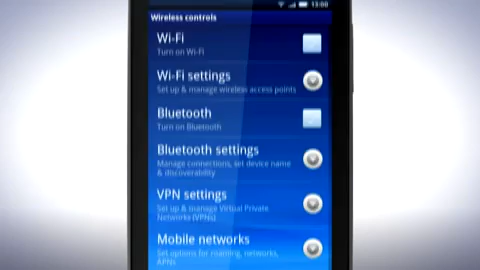 13:00
Wireless controls
Wi-Fi
Turn on Wi-Fi
Wi-Fi settings
Set up & manage wireless access points
Bluetooth
Turn on Bluetooth
Bluetooth settings
Manage connections, set device name
& discoverability
VPN settings
Set up & manage Virtual Private
Networks (VPNs)
Mobile networks
Set options for roaming, networks,
APNs